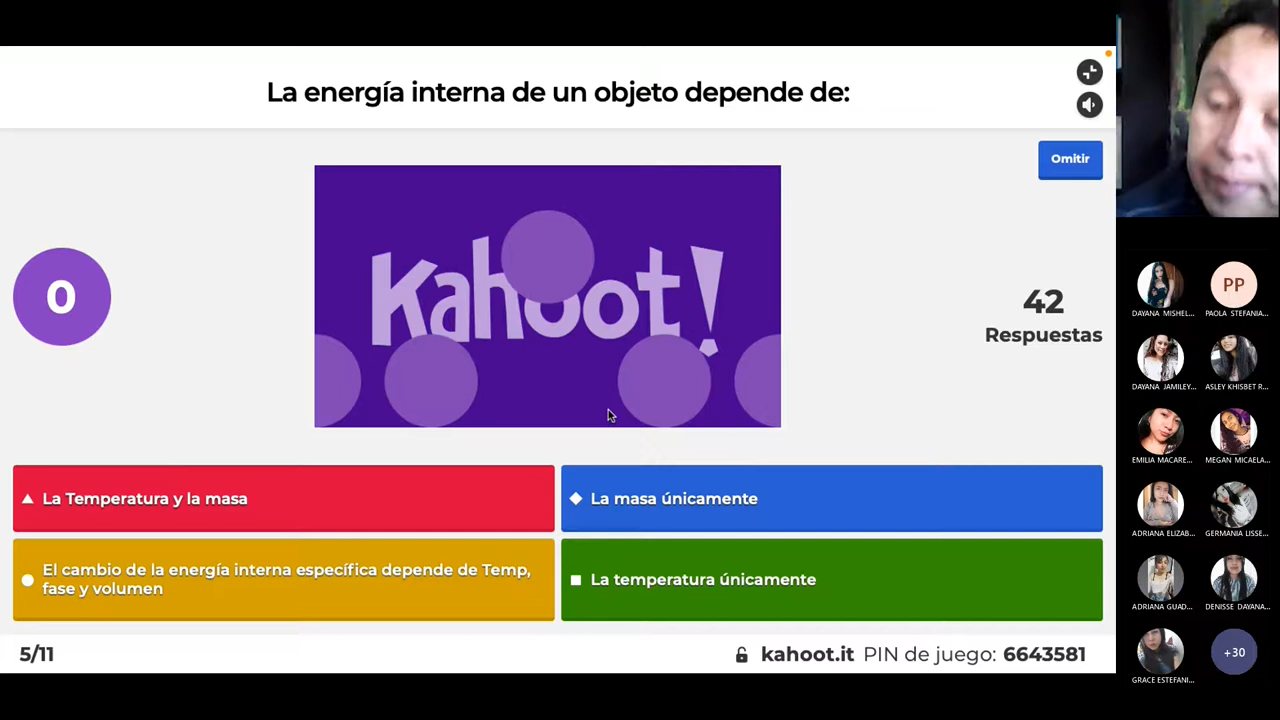 La energía interna de un objeto depende de:
Omitir
Kahoot!
0
42
Respuestas
La Temperatura y la masa
La masa únicamente
El cambio de la energía interna específica depende de Temp,
fase y volumen
La temperatura únicamente
5/11
kahoot.it PIN de juego: 6643581
PP
DAYANA MISHEL...
PAOLA STEFANIA...
DAYANA JAMILEY...
ASLEY KHISBET R...
EMILIA MACARE...
MEGAN MICAELA...
ADRIANA ELIZAB...
GERMANIA LISSE...
ADRIANA GUAD...
DENISSE DAYANA...
+30
GRACE ESTEFANI...